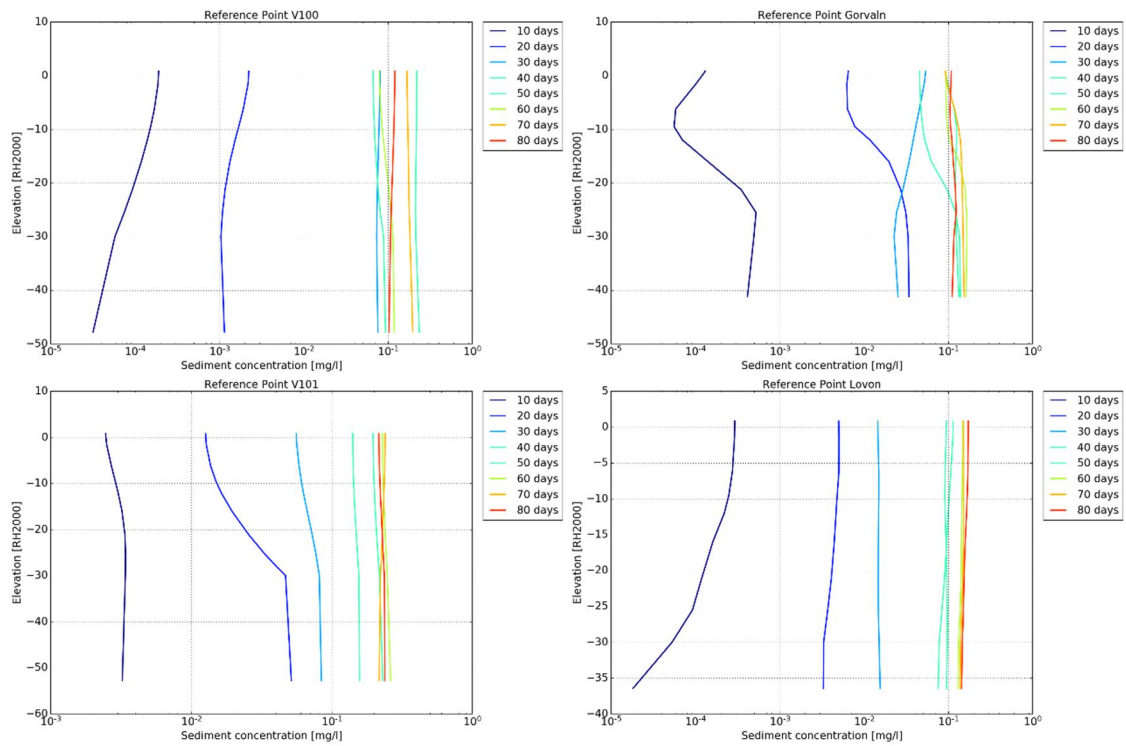 Reference Point V100
10
0
−10
−20
−30
−40
−50
Elevation [RH2000]
10⁻⁵ 10⁻⁴ 10⁻³ 10⁻² 10⁻¹ 10⁰
Sediment concentration [mg/l]
10 days
20 days
30 days
40 days
50 days
60 days
70 days
80 days
Reference Point Gorvaln
10
0
−10
−20
−30
−40
−50
Elevation [RH2000]
10⁻⁵ 10⁻⁴ 10⁻³ 10⁻² 10⁻¹ 10⁰
Sediment concentration [mg/l]
10 days
20 days
30 days
40 days
50 days
60 days
70 days
80 days
Reference Point V101
10
0
−10
−20
−30
−40
−50
−60
Elevation [RH2000]
10⁻³ 10⁻² 10⁻¹ 10⁰
Sediment concentration [mg/l]
10 days
20 days
30 days
40 days
50 days
60 days
70 days
80 days
Reference Point Lovon
5
0
−5
−10
−15
−20
−25
−30
−35
−40
Elevation [RH2000]
10⁻⁵ 10⁻⁴ 10⁻³ 10⁻² 10⁻¹ 10⁰
Sediment concentration [mg/l]
10 days
20 days
30 days
40 days
50 days
60 days
70 days
80 days